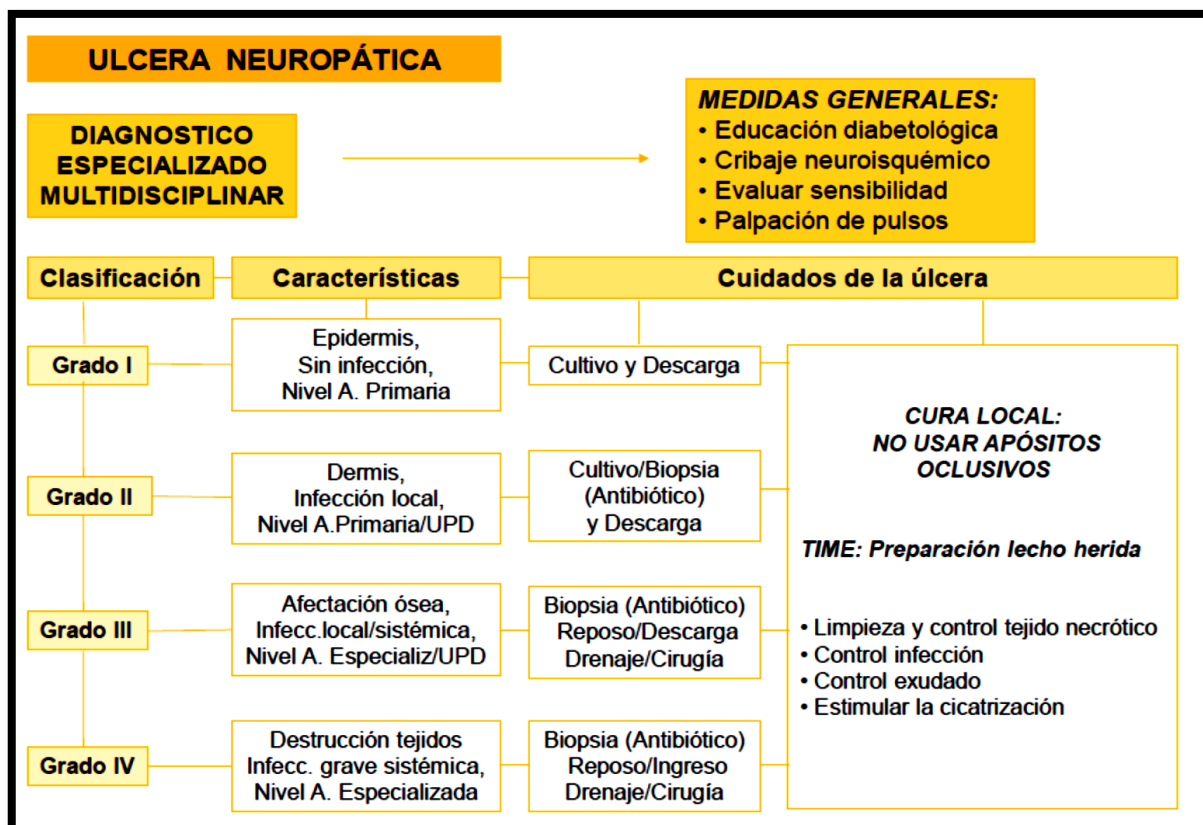 ULCERA NEUROPÁTICA
DIAGNOSTICO
ESPECIALIZADO
MULTIDISCIPLINAR
MEDIDAS GENERALES:
• Educación diabetológica
• Cribaje neuroisquémico
• Evaluar sensibilidad
• Palpación de pulsos
Clasificación
Características
Cuidados de la úlcera
Grado I
Epidermis,
Sin infección,
Nivel A. Primaria
Cultivo y Descarga
Grado II
Dermis,
Infección local,
Nivel A.Primaria/UPD
Cultivo/Biopsia
(Antibiótico)
y Descarga
Grado III
Afectación ósea,
Infecc.local/sistémica,
Nivel A. Especializ/UPD
Biopsia (Antibiótico)
Reposo/Descarga
Drenaje/Cirugía
Grado IV
Destrucción tejidos
Infecc. grave sistémica,
Nivel A. Especializada
Biopsia (Antibiótico)
Reposo/Ingreso
Drenaje/Cirugía
CURA LOCAL:
NO USAR APÓSITOS
OCLUSIVOS
TIME: Preparación lecho herida
• Limpieza y control tejido necrótico
• Control infección
• Control exudado
• Estimular la cicatrización